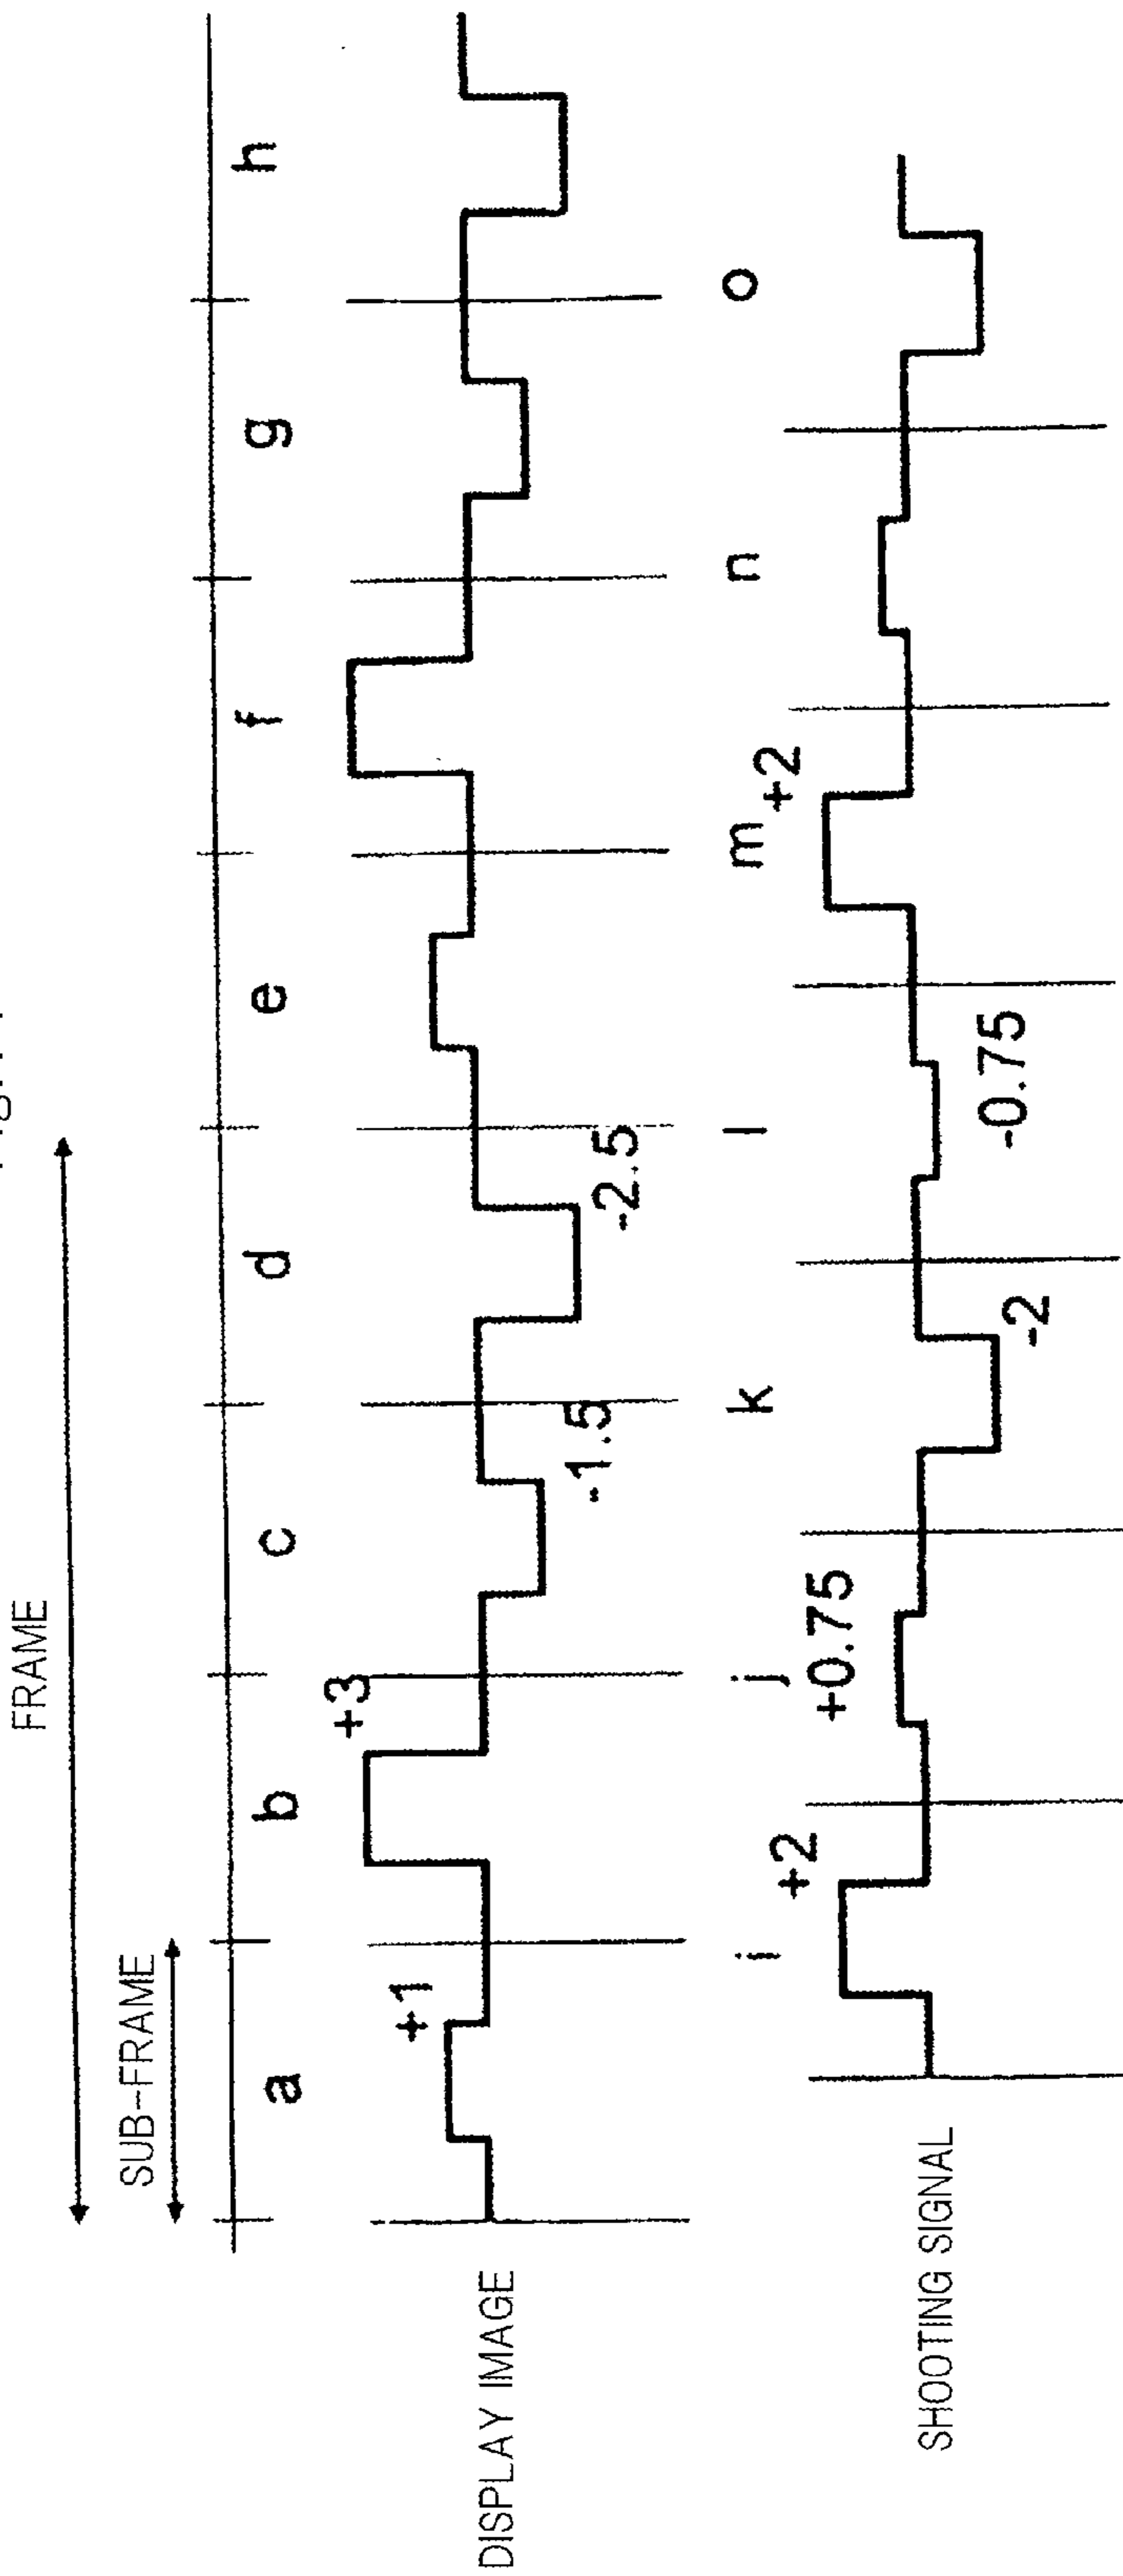 FRAME
SUB-FRAME
a b c d e f g h
+1 +3 -1.5 -2.5
DISPLAY IMAGE
i j k l m n o
+2 +0.75 -2 -0.75 +2
SHOOTING SIGNAL